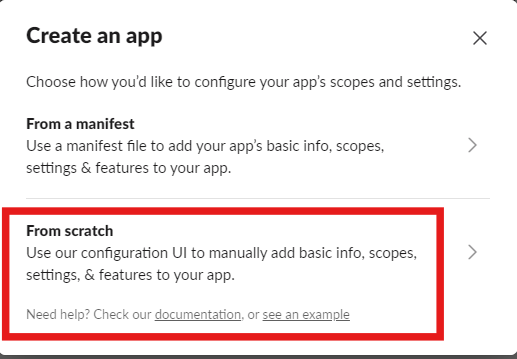 Create an app
Choose how you’d like to configure your app’s scopes and settings.
From a manifest
Use a manifest file to add your app’s basic info, scopes,
settings & features to your app.
From scratch
Use our configuration UI to manually add basic info, scopes,
settings, & features to your app.
Need help? Check our documentation, or see an example